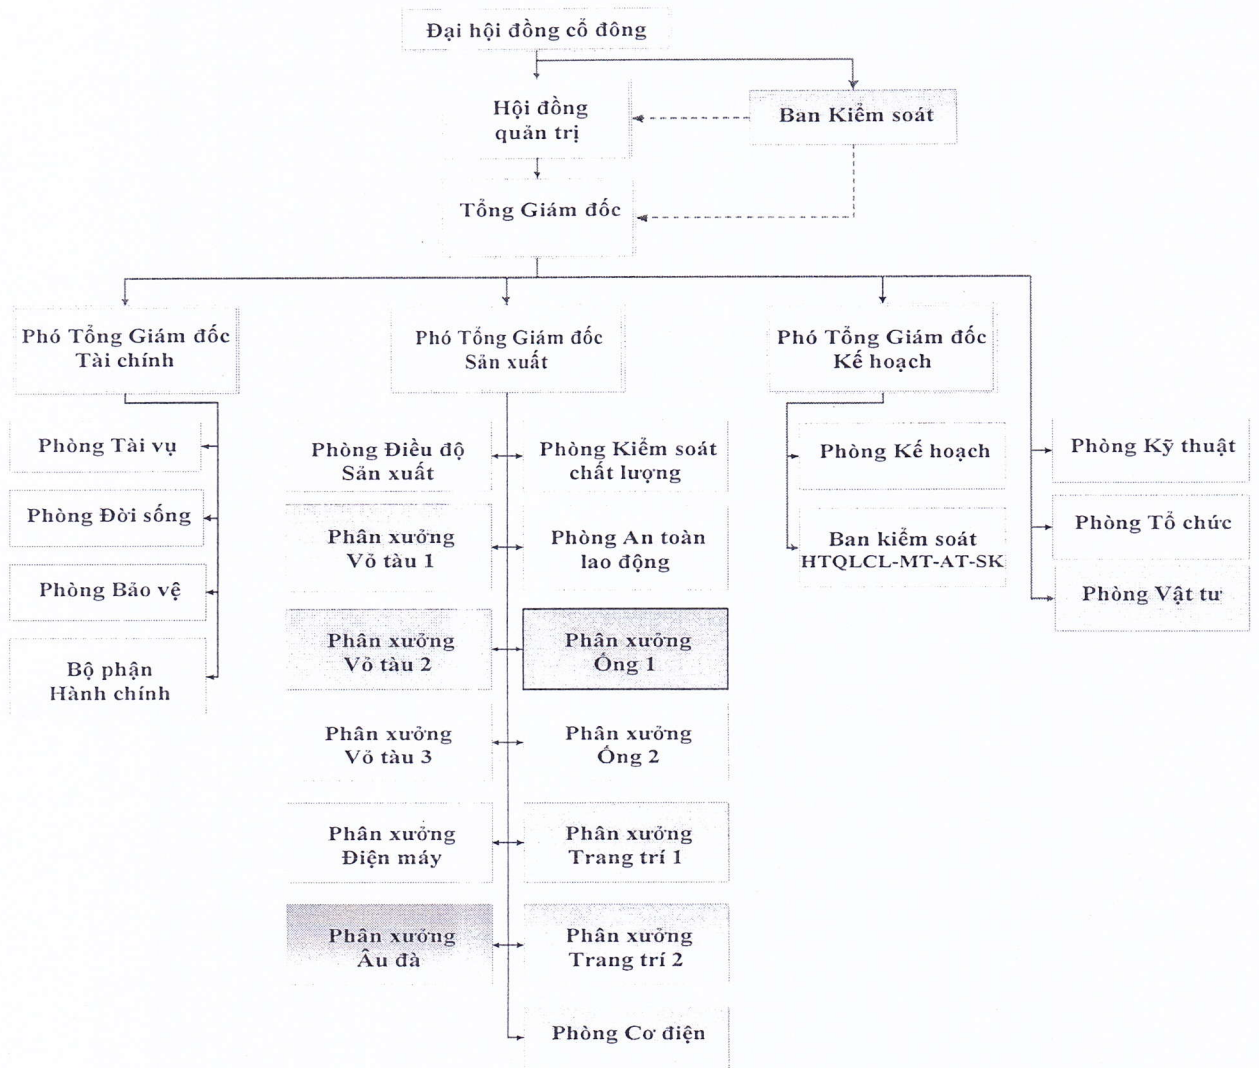 Đại hội đồng cổ đông
Hội đồng
quản trị
Ban Kiểm soát
Tổng Giám đốc
Phó Tổng Giám đốc
Tài chính
Phó Tổng Giám đốc
Sản xuất
Phó Tổng Giám đốc
Kế hoạch
Phòng Tài vụ
Phòng Đời sống
Phòng Bảo vệ
Bộ phận
Hành chính
Phòng Điều độ
Sản xuất
Phòng Kiểm soát
chất lượng
Phân xưởng
Vỏ tàu 1
Phòng An toàn
lao động
Phân xưởng
Vỏ tàu 2
Phân xưởng
Ống 1
Phân xưởng
Vỏ tàu 3
Phân xưởng
Ống 2
Phân xưởng
Điện máy
Phân xưởng
Trang trí 1
Phân xưởng
Âu đà
Phân xưởng
Trang trí 2
Phòng Cơ điện
Phòng Kế hoạch
Ban kiểm soát
HTQLCL-MT-AT-SK
Phòng Kỹ thuật
Phòng Tổ chức
Phòng Vật tư